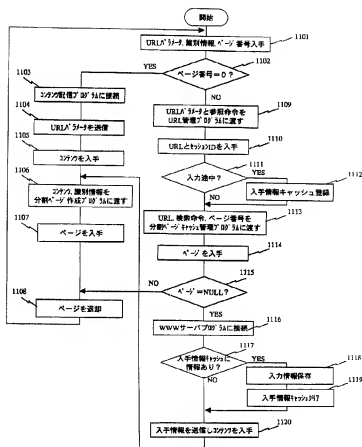 開始
URLパラメータ、識別情報、ページ番号入手
1101
1102
ページ番号=0?
YES
NO
1103
コンテンツ配信プログラムに接続
1104
URLパラメータを送信
1105
コンテンツを入手
1106
コンテンツ、識別情報を
分割ページ作成プログラムに渡す
1107
ページを入手
1108
ページを返却
1109
URLパラメータと参照命令を
URL管理プログラムに渡す
1110
URLとセッションIDを入手
1111
入力途中?
YES
NO
1112
入手情報キャッシュ登録
1113
URL、検索命令、ページ番号を
分割ページキャッシュ管理プログラムに渡す
1114
ページを入手
1115
ページ=NULL?
NO
YES
1116
WWWサーバプログラムに接続
1117
入手情報キャッシュに
情報あり?
YES
NO
1118
入力情報保存
1119
入手情報キャッシュクリア
1120
入手情報を送信しコンテンツを入手